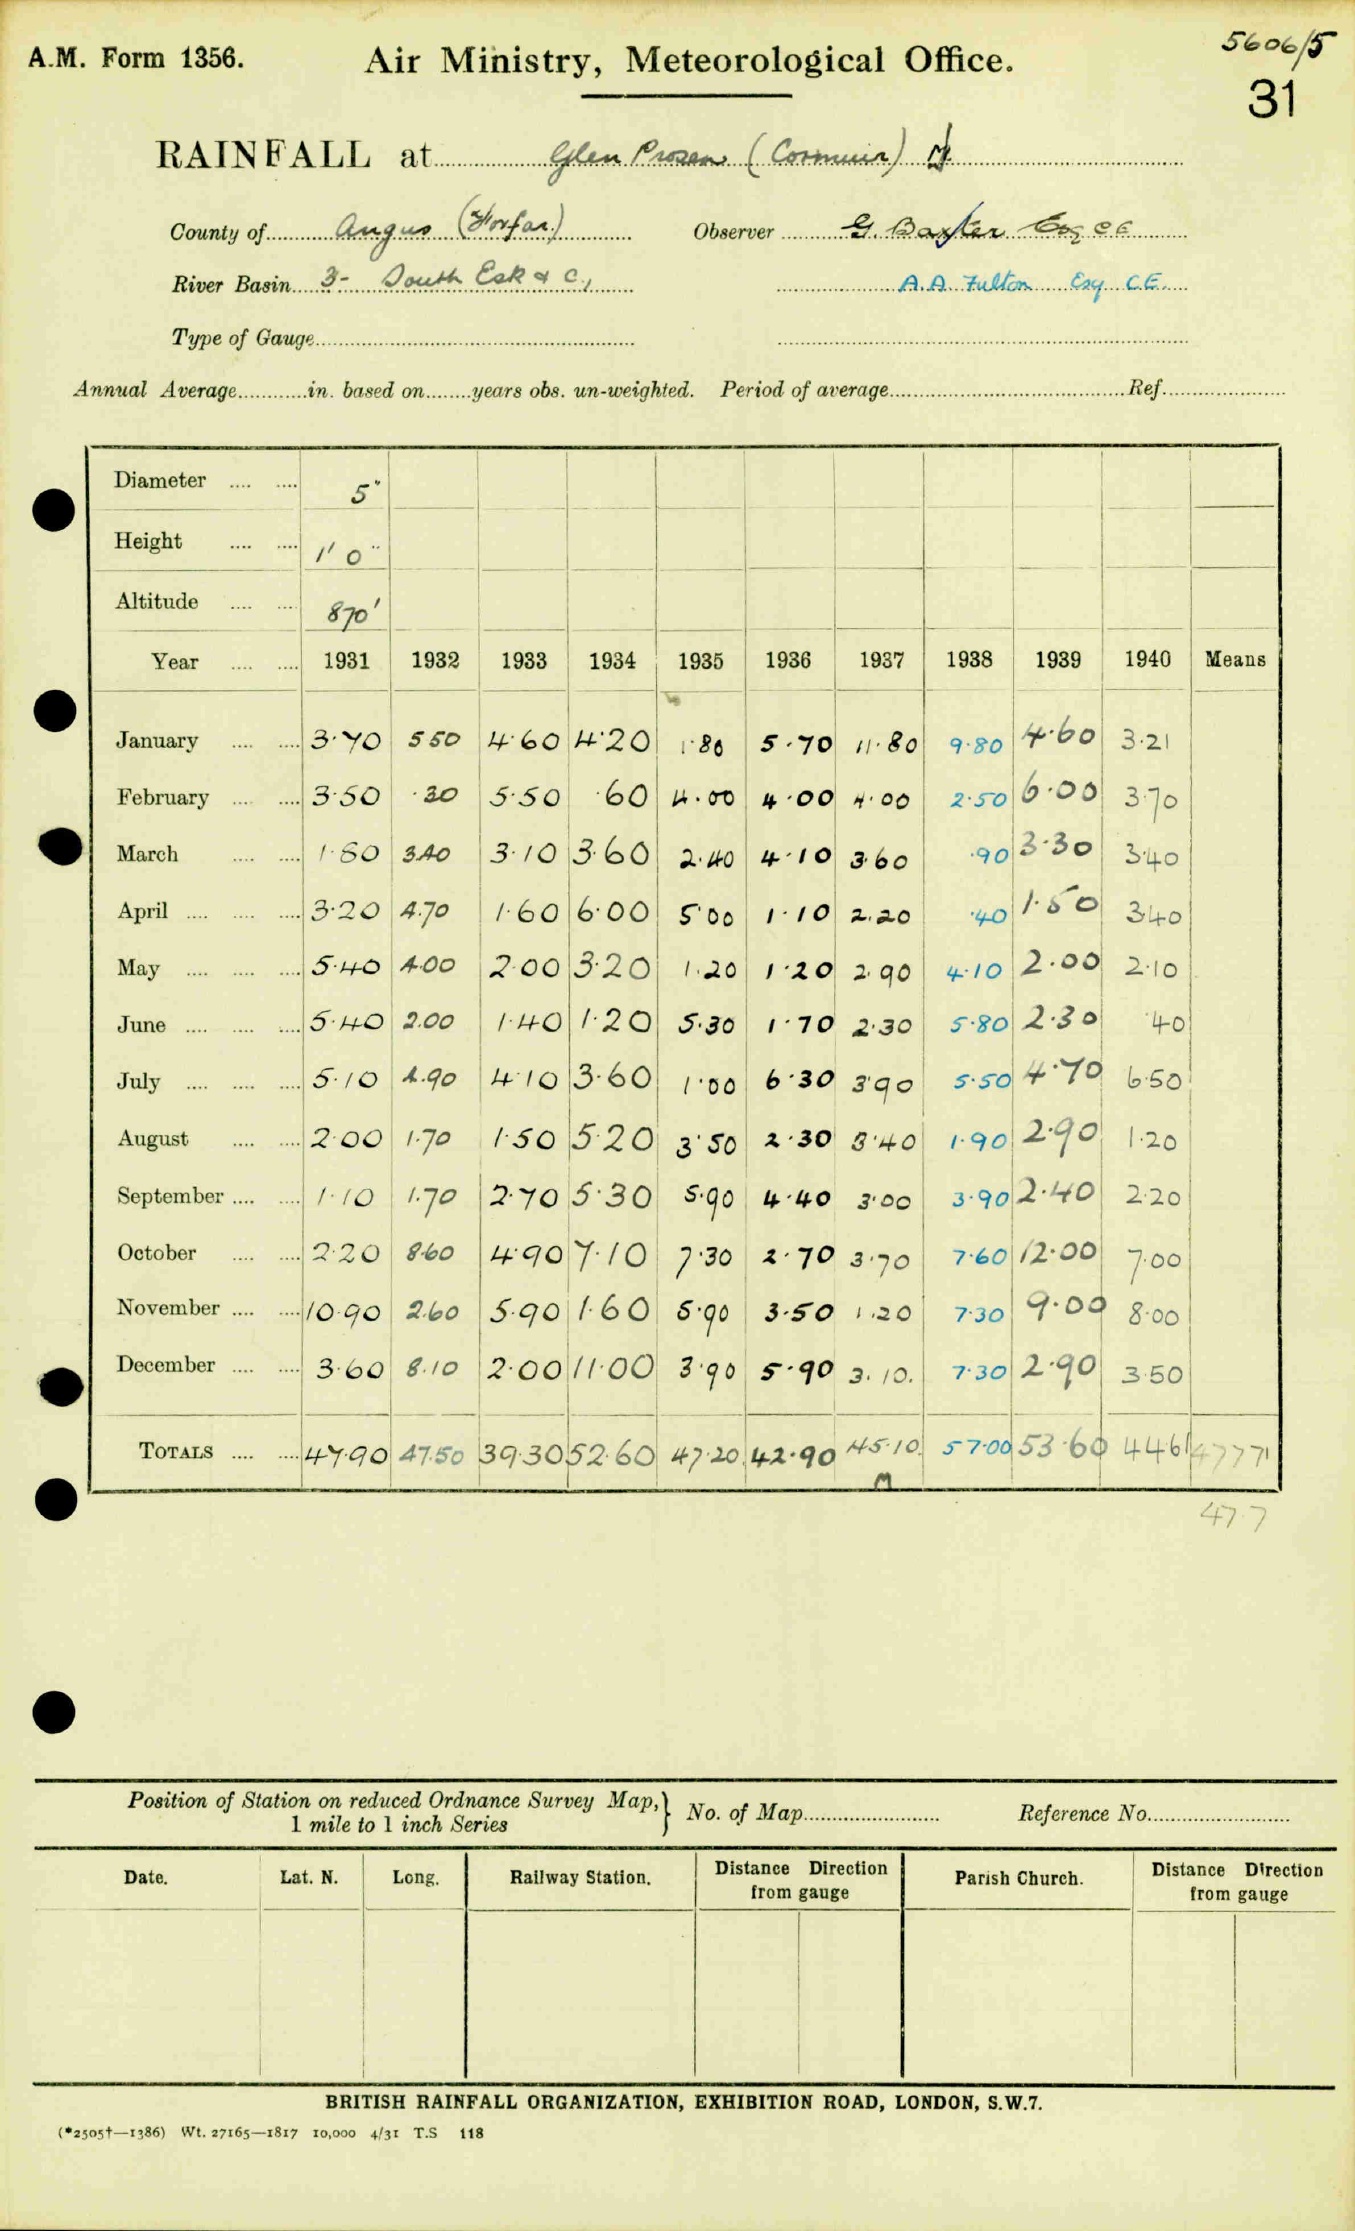 A.M. Form 1356.
Air Ministry, Meteorological Office.
5606/5
31
RAINFALL at Glen Prosen (Cormuir)
County of Angus (Forfar) Observer G. Baxter Esq CE
River Basin 3- South Esk & c, A.A. Fulton Esq CE.
Type of Gauge
Annual Average in. based on years obs. un-weighted. Period of average Ref.
Diameter 5"
Height 1' 0"
Altitude 870'
Year 1931 1932 1933 1934 1935 1936 1937 1938 1939 1940 Means
January 3·70 5 50 4·60 4·20 1·80 5·70 11·80 9·80 4·60 3·21
February 3·50 ·30 5·50 ·60 4·00 4·00 4·00 2·50 6·00 3·70
March 1·80 3.40 3·10 3·60 2·40 4·10 3·60 ·90 3·30 3·40
April 3·20 4.70 1·60 6·00 5·00 1·10 2.20 ·40 1·50 3·40
May 5·40 4.00 2·00 3·20 1·20 1·20 2.90 4·10 2·00 2·10
June 5·40 2.00 1·40 1·20 5·30 1·70 2·30 5·80 2·30 ·40
July 5·10 4.90 4·10 3·60 1·00 6·30 3·90 5·50 4·70 6·50
August 2·00 1.70 1·50 5·20 3·50 2·30 3·40 1·90 2·90 1·20
September 1·10 1.70 2·70 5·30 5·90 4·40 3·00 3·90 2·40 2·20
October 2·20 8.60 4·90 7·10 7·30 2·70 3·70 7·60 12·00 7·00
November 10·90 2.60 5·90 1·60 5·90 3·50 1·20 7·30 9·00 8·00
December 3·60 8.10 2·00 11·00 3·90 5·90 3.10. 7·30 2·90 3·50
TOTALS 47·90 47.50 39·30 52·60 47·20 42·90 45·10 57·00 53·60 44·61 47771
M
47·7
Position of Station on reduced Ordnance Survey Map, 1 mile to 1 inch Series } No. of Map Reference No.
Date. Lat. N. Long. Railway Station. Distance Direction from gauge Parish Church. Distance Direction from gauge
BRITISH RAINFALL ORGANIZATION, EXHIBITION ROAD, LONDON, S.W.7.
(*2505†—1386) Wt. 27165—1817 10,000 4/31 T.S 118